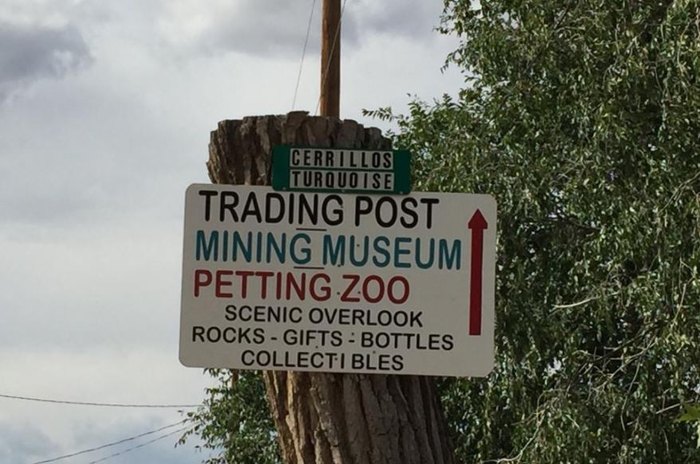 CERRILLOS
TURQUOISE
TRADING POST
MINING MUSEUM
PETTING ZOO
SCENIC OVERLOOK
ROCKS - GIFTS - BOTTLES
COLLECTIBLES